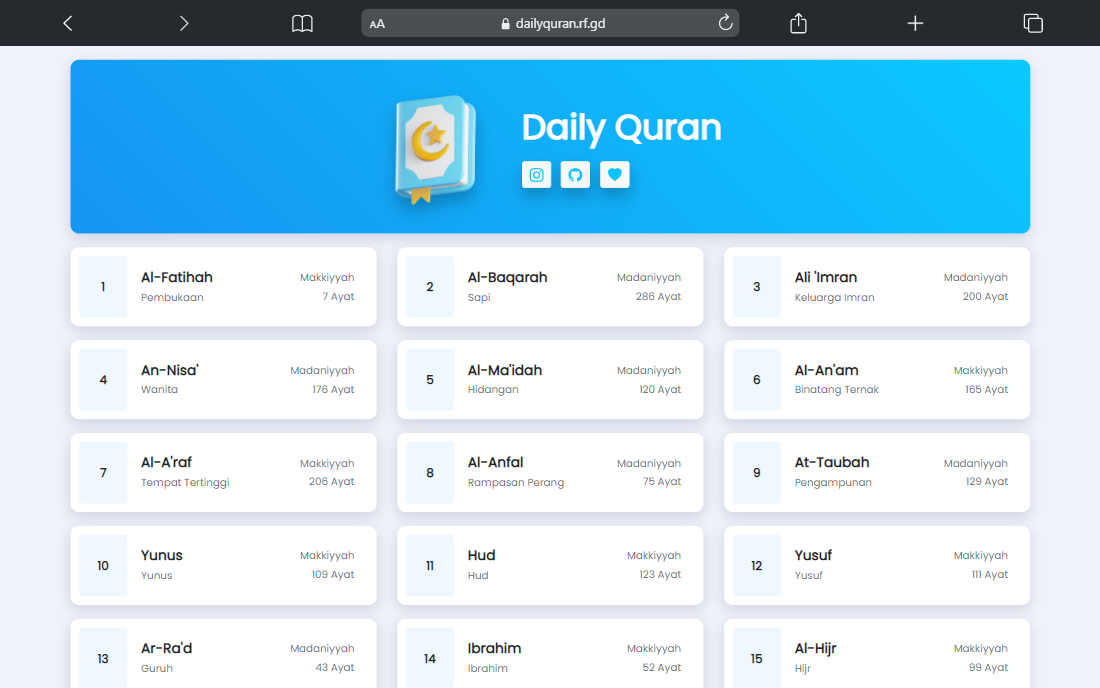 AA dailyquran.rf.gd
Daily Quran
1 Al-Fatihah Makkiyyah
Pembukaan 7 Ayat
2 Al-Baqarah Madaniyyah
Sapi 286 Ayat
3 Ali 'Imran Madaniyyah
Keluarga Imran 200 Ayat
4 An-Nisa' Madaniyyah
Wanita 176 Ayat
5 Al-Ma'idah Madaniyyah
Hidangan 120 Ayat
6 Al-An'am Makkiyyah
Binatang Ternak 165 Ayat
7 Al-A'raf Makkiyyah
Tempat Tertinggi 206 Ayat
8 Al-Anfal Madaniyyah
Rampasan Perang 75 Ayat
9 At-Taubah Madaniyyah
Pengampunan 129 Ayat
10 Yunus Makkiyyah
Yunus 109 Ayat
11 Hud Makkiyyah
Hud 123 Ayat
12 Yusuf Makkiyyah
Yusuf 111 Ayat
13 Ar-Ra'd Madaniyyah
Guruh 43 Ayat
14 Ibrahim Makkiyyah
Ibrahim 52 Ayat
15 Al-Hijr Makkiyyah
Hijr 99 Ayat